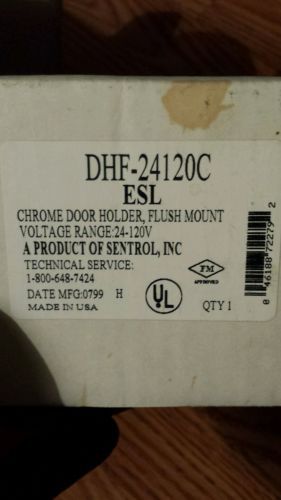 DHF-24120C
ESL
CHROME DOOR HOLDER, FLUSH MOUNT
VOLTAGE RANGE:24-120V
A PRODUCT OF SENTROL, INC
TECHNICAL SERVICE:
1-800-648-7424
DATE MFG:0799 H
MADE IN USA
FM
APPROVED
UL
QTY 1
0 46188 72279 2